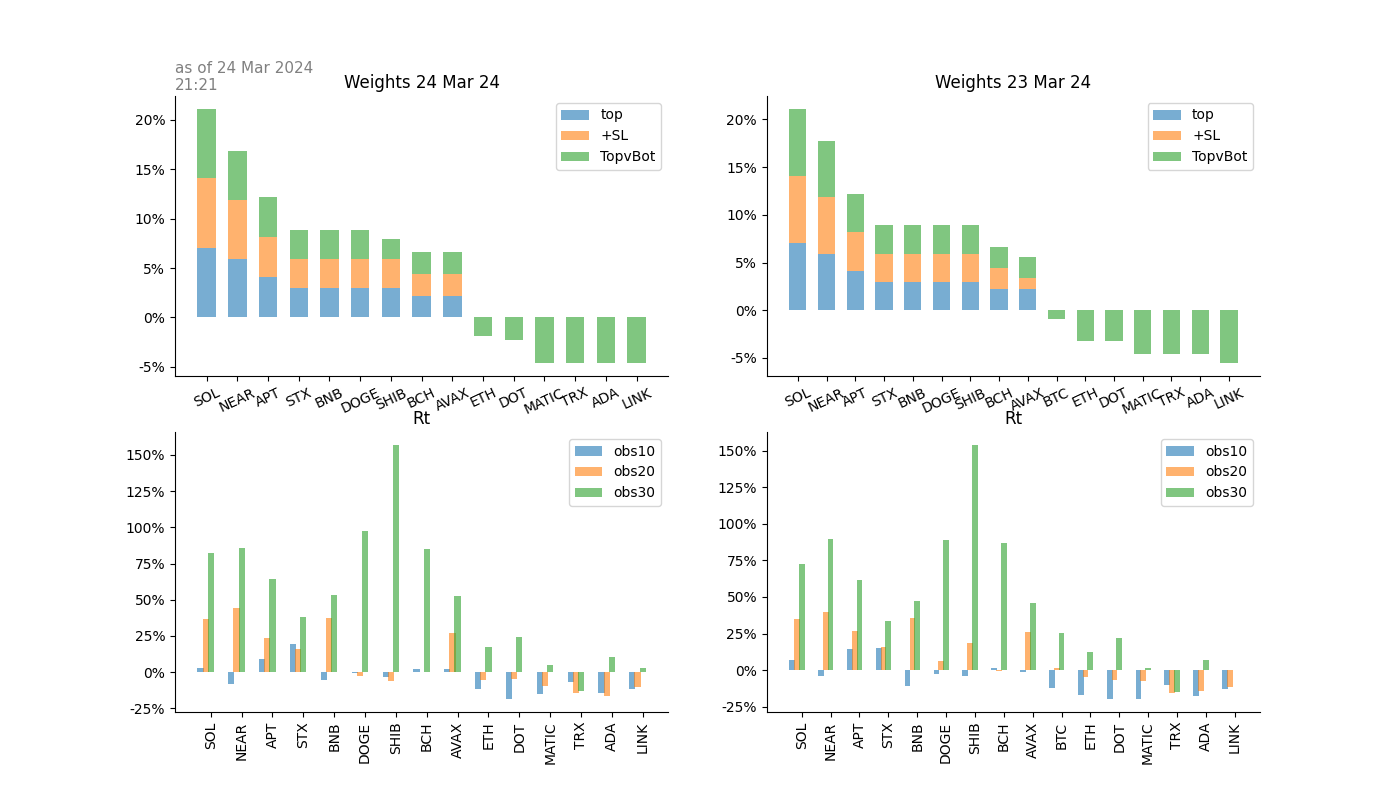 as of 24 Mar 2024
21:21
Weights 24 Mar 24
20%
15%
10%
5%
0%
-5%
top
+SL
TopvBot
SOL NEAR APT STX BNB DOGE SHIB BCH AVAX ETH DOT MATIC TRX ADA LINK
Weights 23 Mar 24
20%
15%
10%
5%
0%
-5%
top
+SL
TopvBot
SOL NEAR APT STX BNB DOGE SHIB BCH AVAX BTC ETH DOT MATIC TRX ADA LINK
Rt
150%
125%
100%
75%
50%
25%
0%
-25%
obs10
obs20
obs30
SOL NEAR APT STX BNB DOGE SHIB BCH AVAX ETH DOT MATIC TRX ADA LINK
Rt
150%
125%
100%
75%
50%
25%
0%
-25%
obs10
obs20
obs30
SOL NEAR APT STX BNB DOGE SHIB BCH AVAX BTC ETH DOT MATIC TRX ADA LINK